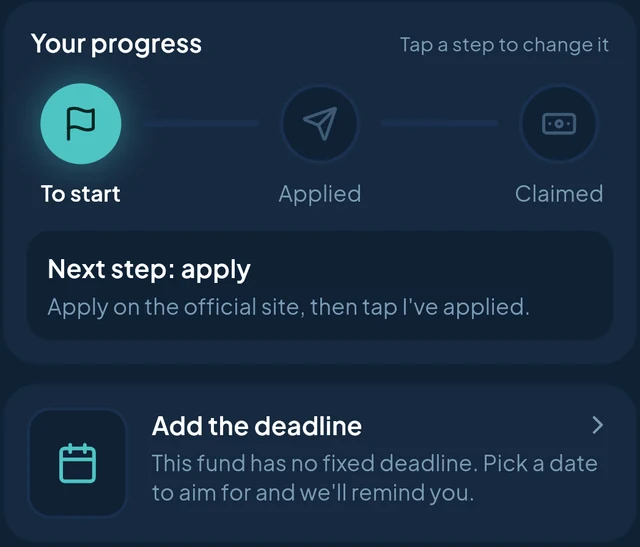 Your progress
Tap a step to change it
To start
Applied
Claimed
Next step: apply
Apply on the official site, then tap I've applied.
Add the deadline
This fund has no fixed deadline. Pick a date
to aim for and we'll remind you.